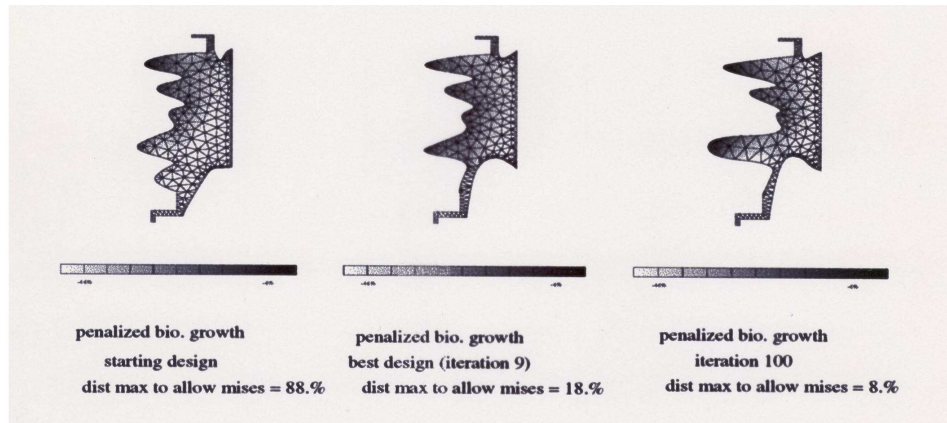 penalized bio. growth
starting design
dist max to allow mises = 88.%
penalized bio. growth
best design (iteration 9)
dist max to allow mises = 18.%
penalized bio. growth
iteration 100
dist max to allow mises = 8.%